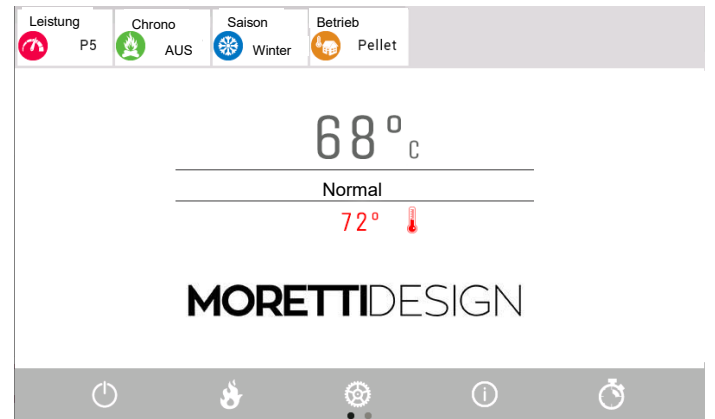 Leistung Chrono Saison Betrieb
P5 AUS Winter Pellet
68°C
Normal
72°
MORETTIDESIGN